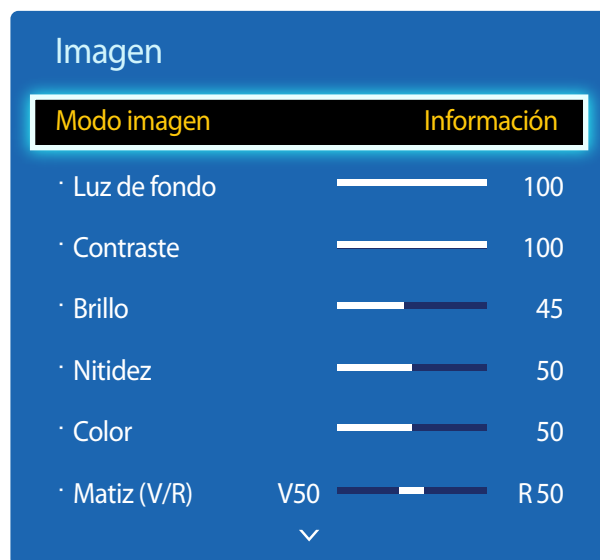 Imagen
Modo imagen Información
· Luz de fondo 100
· Contraste 100
· Brillo 45
· Nitidez 50
· Color 50
· Matiz (V/R) V50 R50